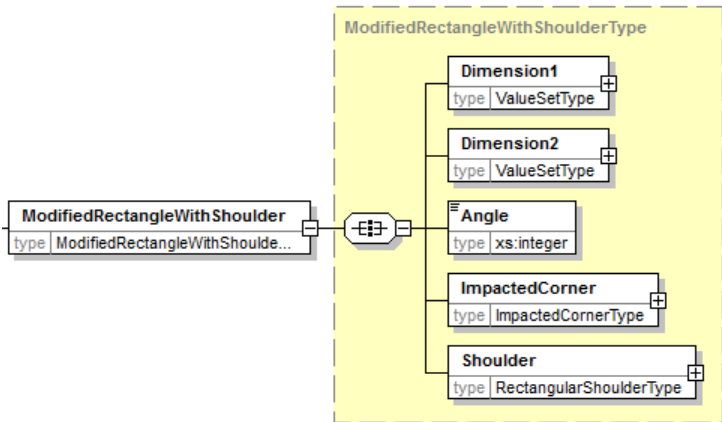 ModifiedRectangleWithShoulderType
Dimension1
type ValueSetType
Dimension2
type ValueSetType
ModifiedRectangleWithShoulder
type ModifiedRectangleWithShoulde...
Angle
type xs:integer
ImpactedCorner
type ImpactedCornerType
Shoulder
type RectangularShoulderType